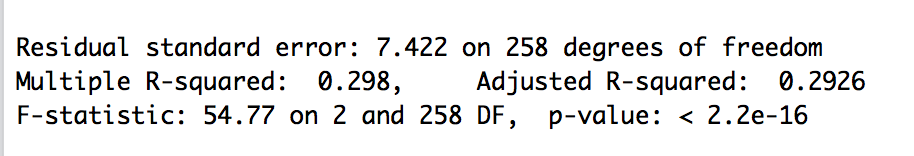 Residual standard error: 7.422 on 258 degrees of freedom
Multiple R-squared:  0.298,    Adjusted R-squared:  0.2926
F-statistic: 54.77 on 2 and 258 DF,  p-value: < 2.2e-16